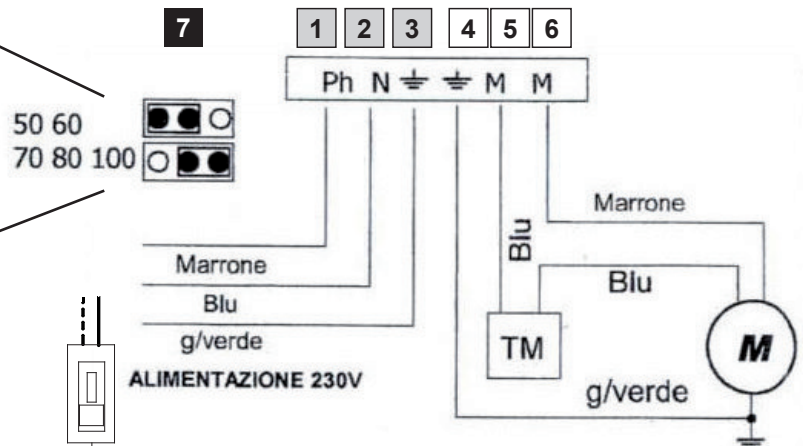 7 1 2 3 4 5 6
Ph N M M
50 60
70 80 100
Marrone
Blu
Marrone
Blu
Blu
g/verde
TM
M
ALIMENTAZIONE 230V
g/verde